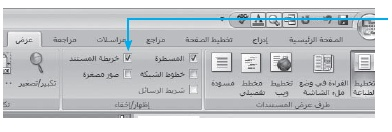 الصفحة الرئيسية إدراج تخطيط الصفحة مراجع مراسلات مراجعة عرض
تخطيط الطباعة
القراءة في وضع ملء الشاشة
تخطيط ويب
مخطط تفصيلي
مسودة
طرق عرض المستندات
المسطرة
خطوط الشبكة
شريط الرسائل
خريطة المستند
صور مصغرة
إظهار/إخفاء
تكبير/تصغير